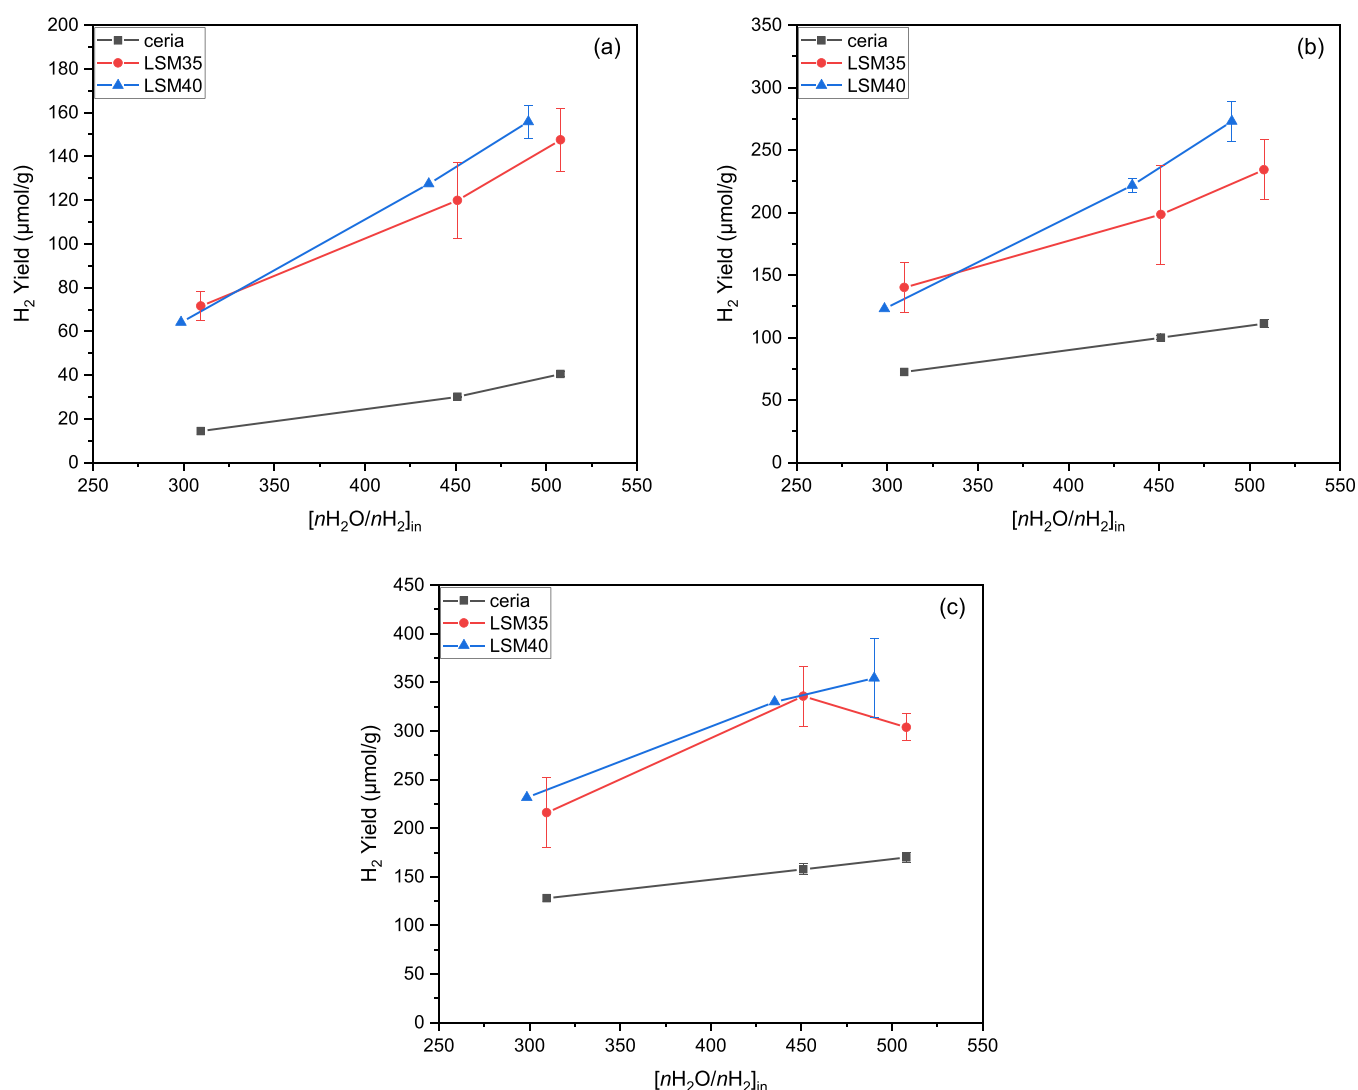 200
180
160
140
120
100
80
60
40
20
0
H₂ Yield (μmol/g)
ceria
LSM35
LSM40
(a)
250 300 350 400 450 500 550
[nH₂O/nH₂]in
350
300
250
200
150
100
50
0
H₂ Yield (μmol/g)
ceria
LSM35
LSM40
(b)
250 300 350 400 450 500 550
[nH₂O/nH₂]in
450
400
350
300
250
200
150
100
50
0
H₂ Yield (μmol/g)
ceria
LSM35
LSM40
(c)
250 300 350 400 450 500 550
[nH₂O/nH₂]in